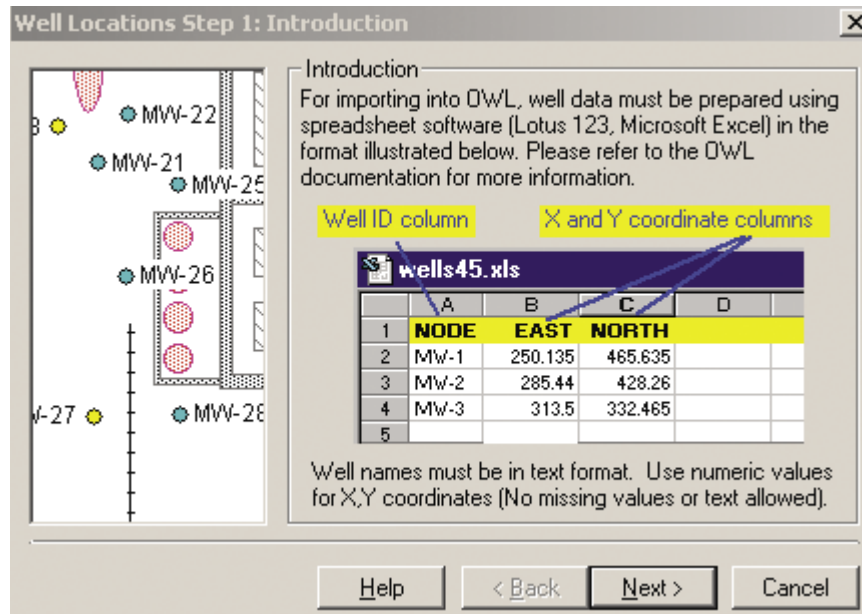 Well Locations Step 1: Introduction
MW-22
MW-21
MW-25
MW-26
MW-28
Introduction
For importing into OWL, well data must be prepared using
spreadsheet software (Lotus 123, Microsoft Excel) in the
format illustrated below. Please refer to the OWL
documentation for more information.
Well ID column X and Y coordinate columns
wells45.xls
A B C D
1 NODE EAST NORTH
2 MW-1 250.135 465.635
3 MW-2 285.44 428.26
4 MW-3 313.5 332.465
5
Well names must be in text format. Use numeric values
for X,Y coordinates (No missing values or text allowed).
Help < Back Next > Cancel